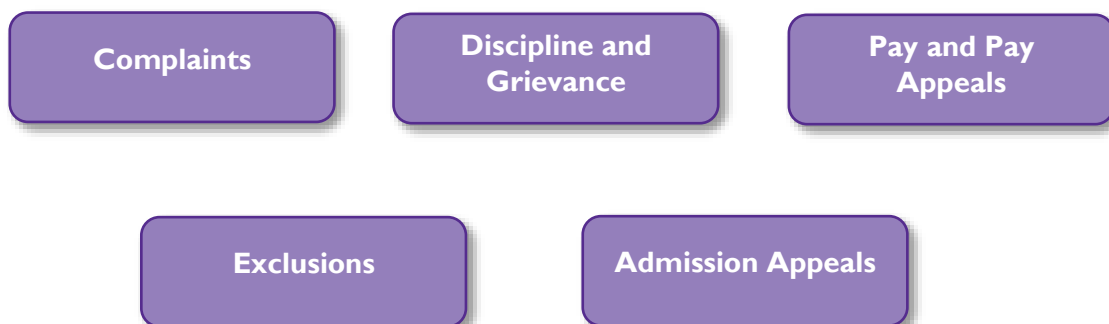 Complaints
Discipline and
Grievance
Pay and Pay
Appeals
Exclusions
Admission Appeals